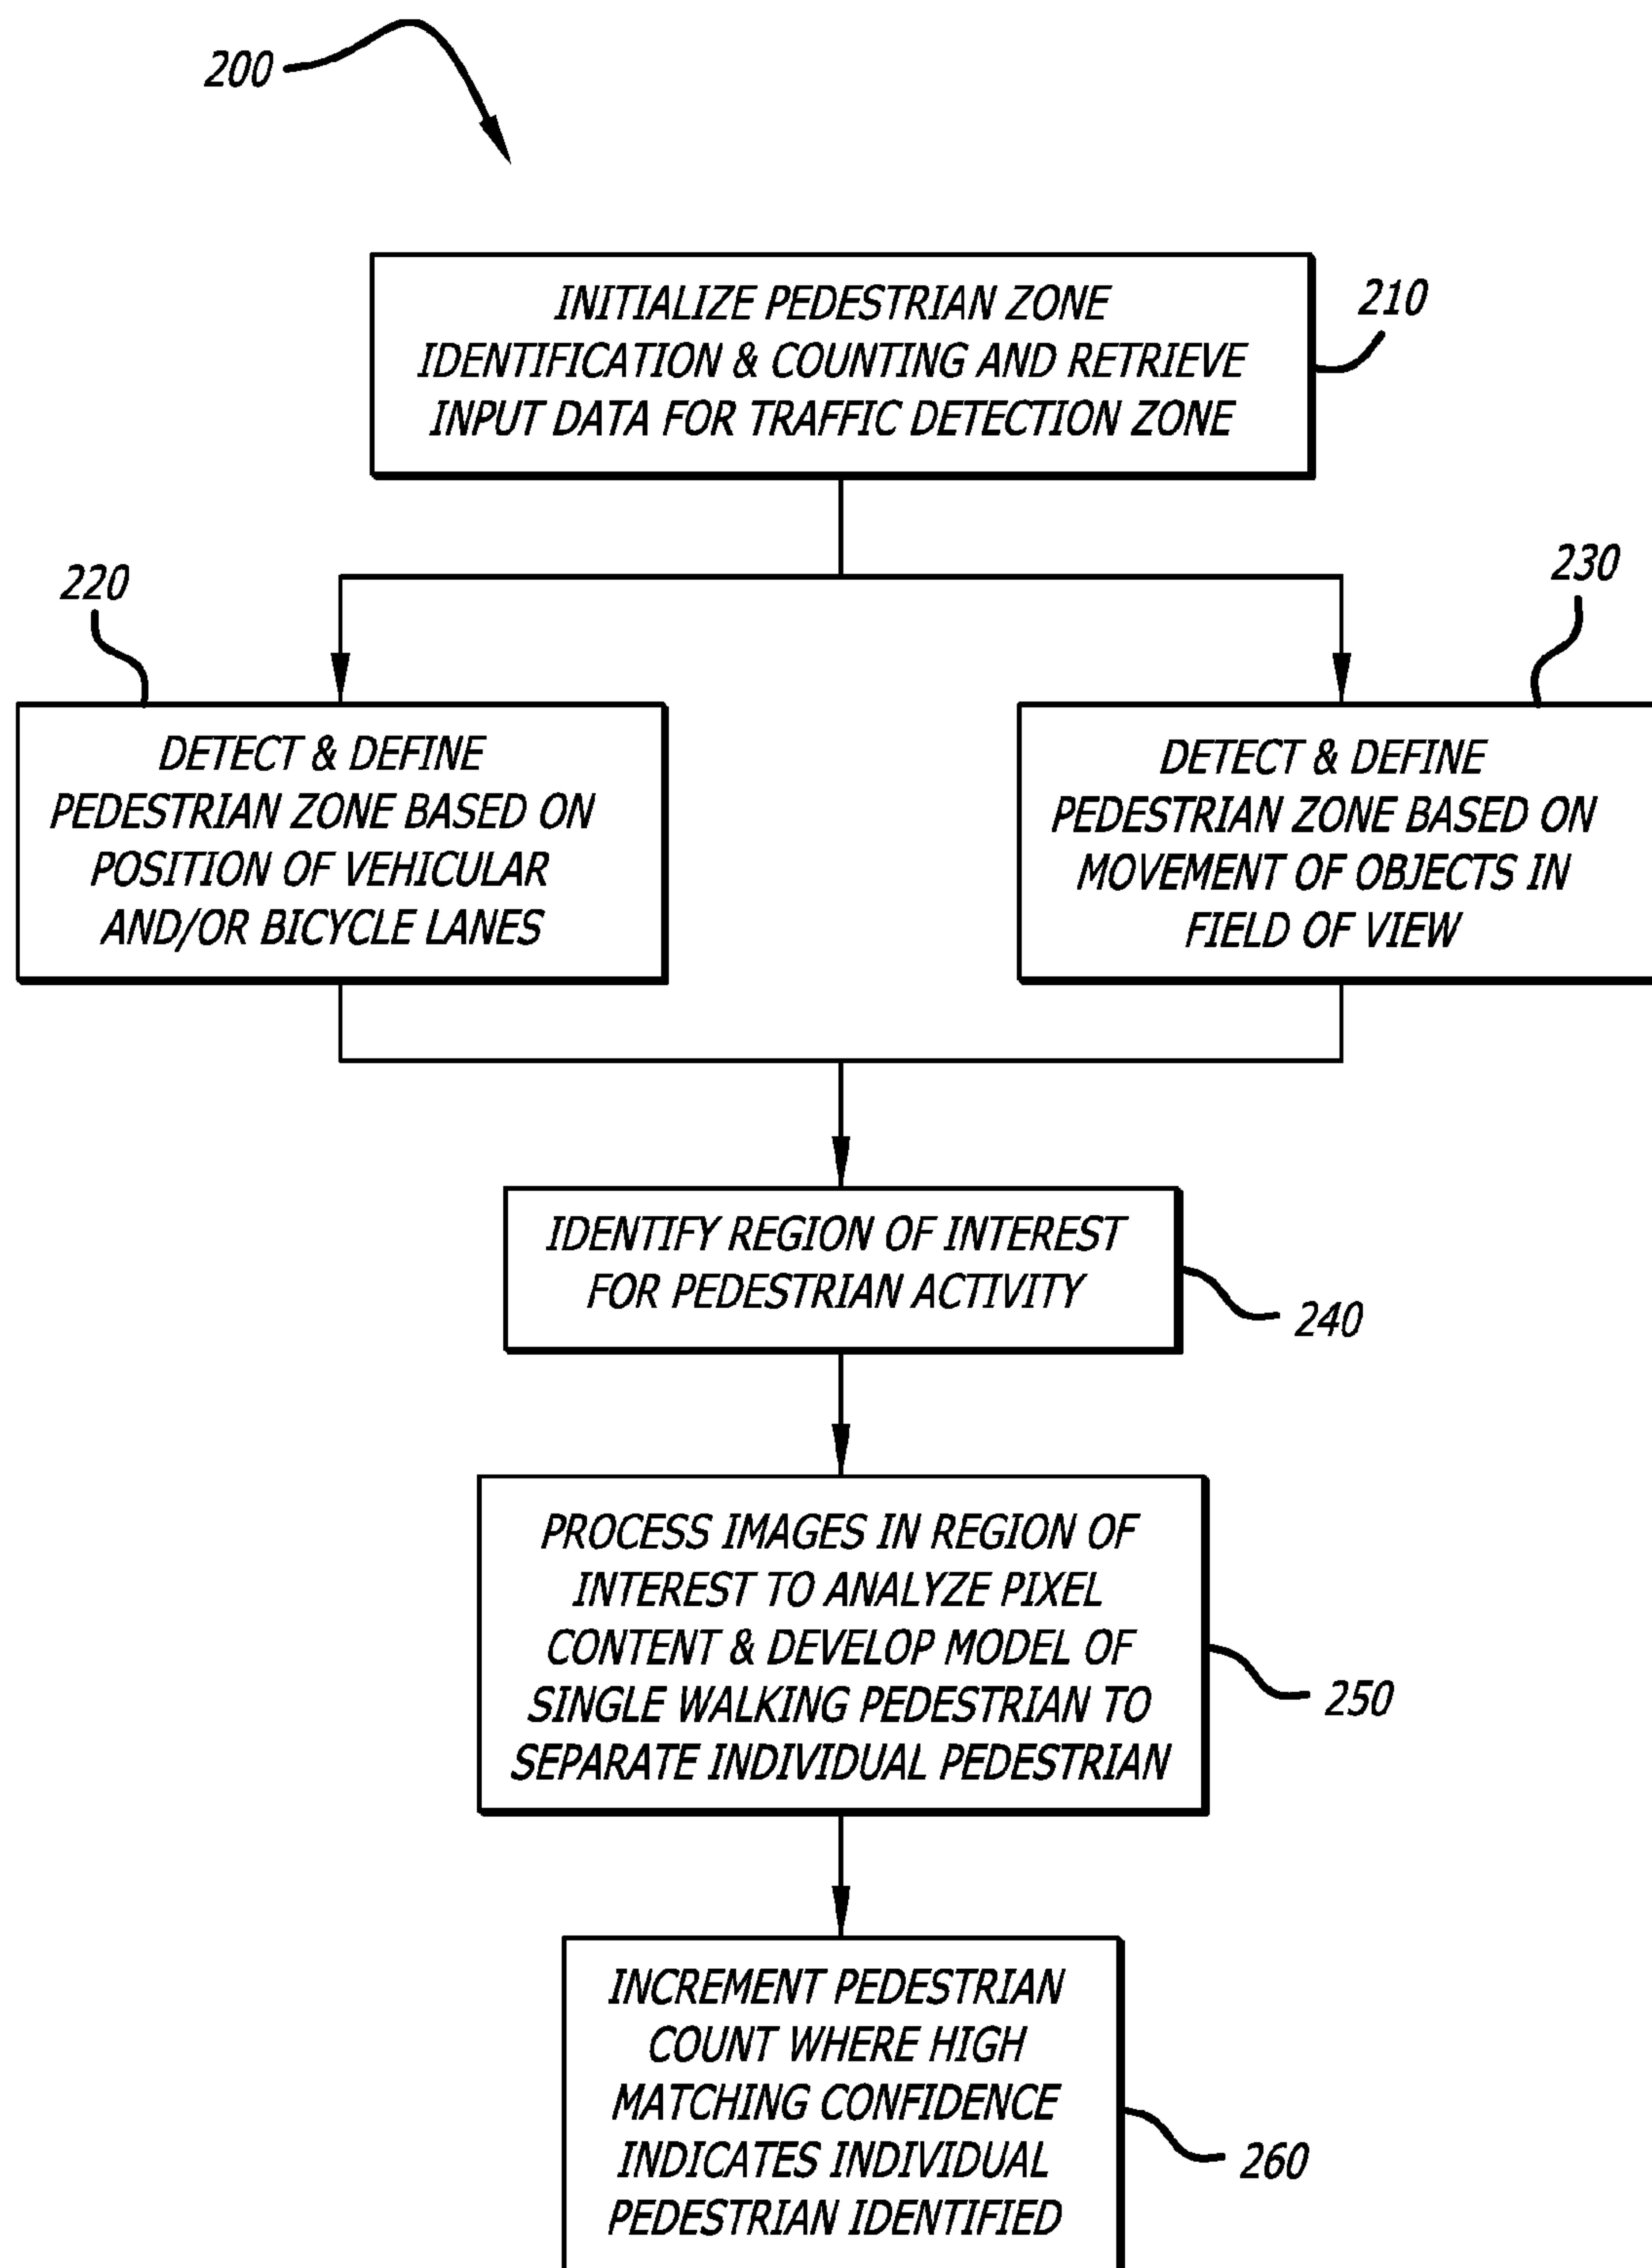 200
INITIALIZE PEDESTRIAN ZONE
IDENTIFICATION & COUNTING AND RETRIEVE
INPUT DATA FOR TRAFFIC DETECTION ZONE
210
220
DETECT & DEFINE
PEDESTRIAN ZONE BASED ON
POSITION OF VEHICULAR
AND/OR BICYCLE LANES
230
DETECT & DEFINE
PEDESTRIAN ZONE BASED ON
MOVEMENT OF OBJECTS IN
FIELD OF VIEW
IDENTIFY REGION OF INTEREST
FOR PEDESTRIAN ACTIVITY
240
PROCESS IMAGES IN REGION OF
INTEREST TO ANALYZE PIXEL
CONTENT & DEVELOP MODEL OF
SINGLE WALKING PEDESTRIAN TO
SEPARATE INDIVIDUAL PEDESTRIAN
250
INCREMENT PEDESTRIAN
COUNT WHERE HIGH
MATCHING CONFIDENCE
INDICATES INDIVIDUAL
PEDESTRIAN IDENTIFIED
260